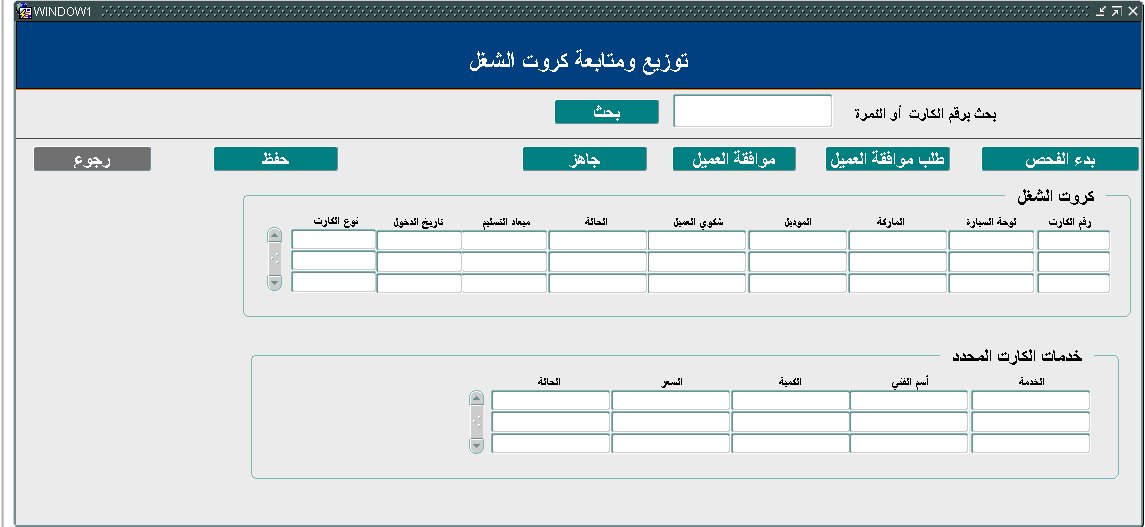 WINDOW1
توزيع ومتابعة كروت الشغل
بحث برقم الكارت أو النمرة بحث
بدء الفحص طلب موافقة العميل موافقة العميل جاهز حفظ رجوع
كروت الشغل
رقم الكارت لوحة السيارة الماركة الموديل شكوي العميل الحالة ميعاد التسليم تاريخ الدخول نوع الكارت
خدمات الكارت المحدد
الخدمة أسم الفني الكمية السعر الحالة